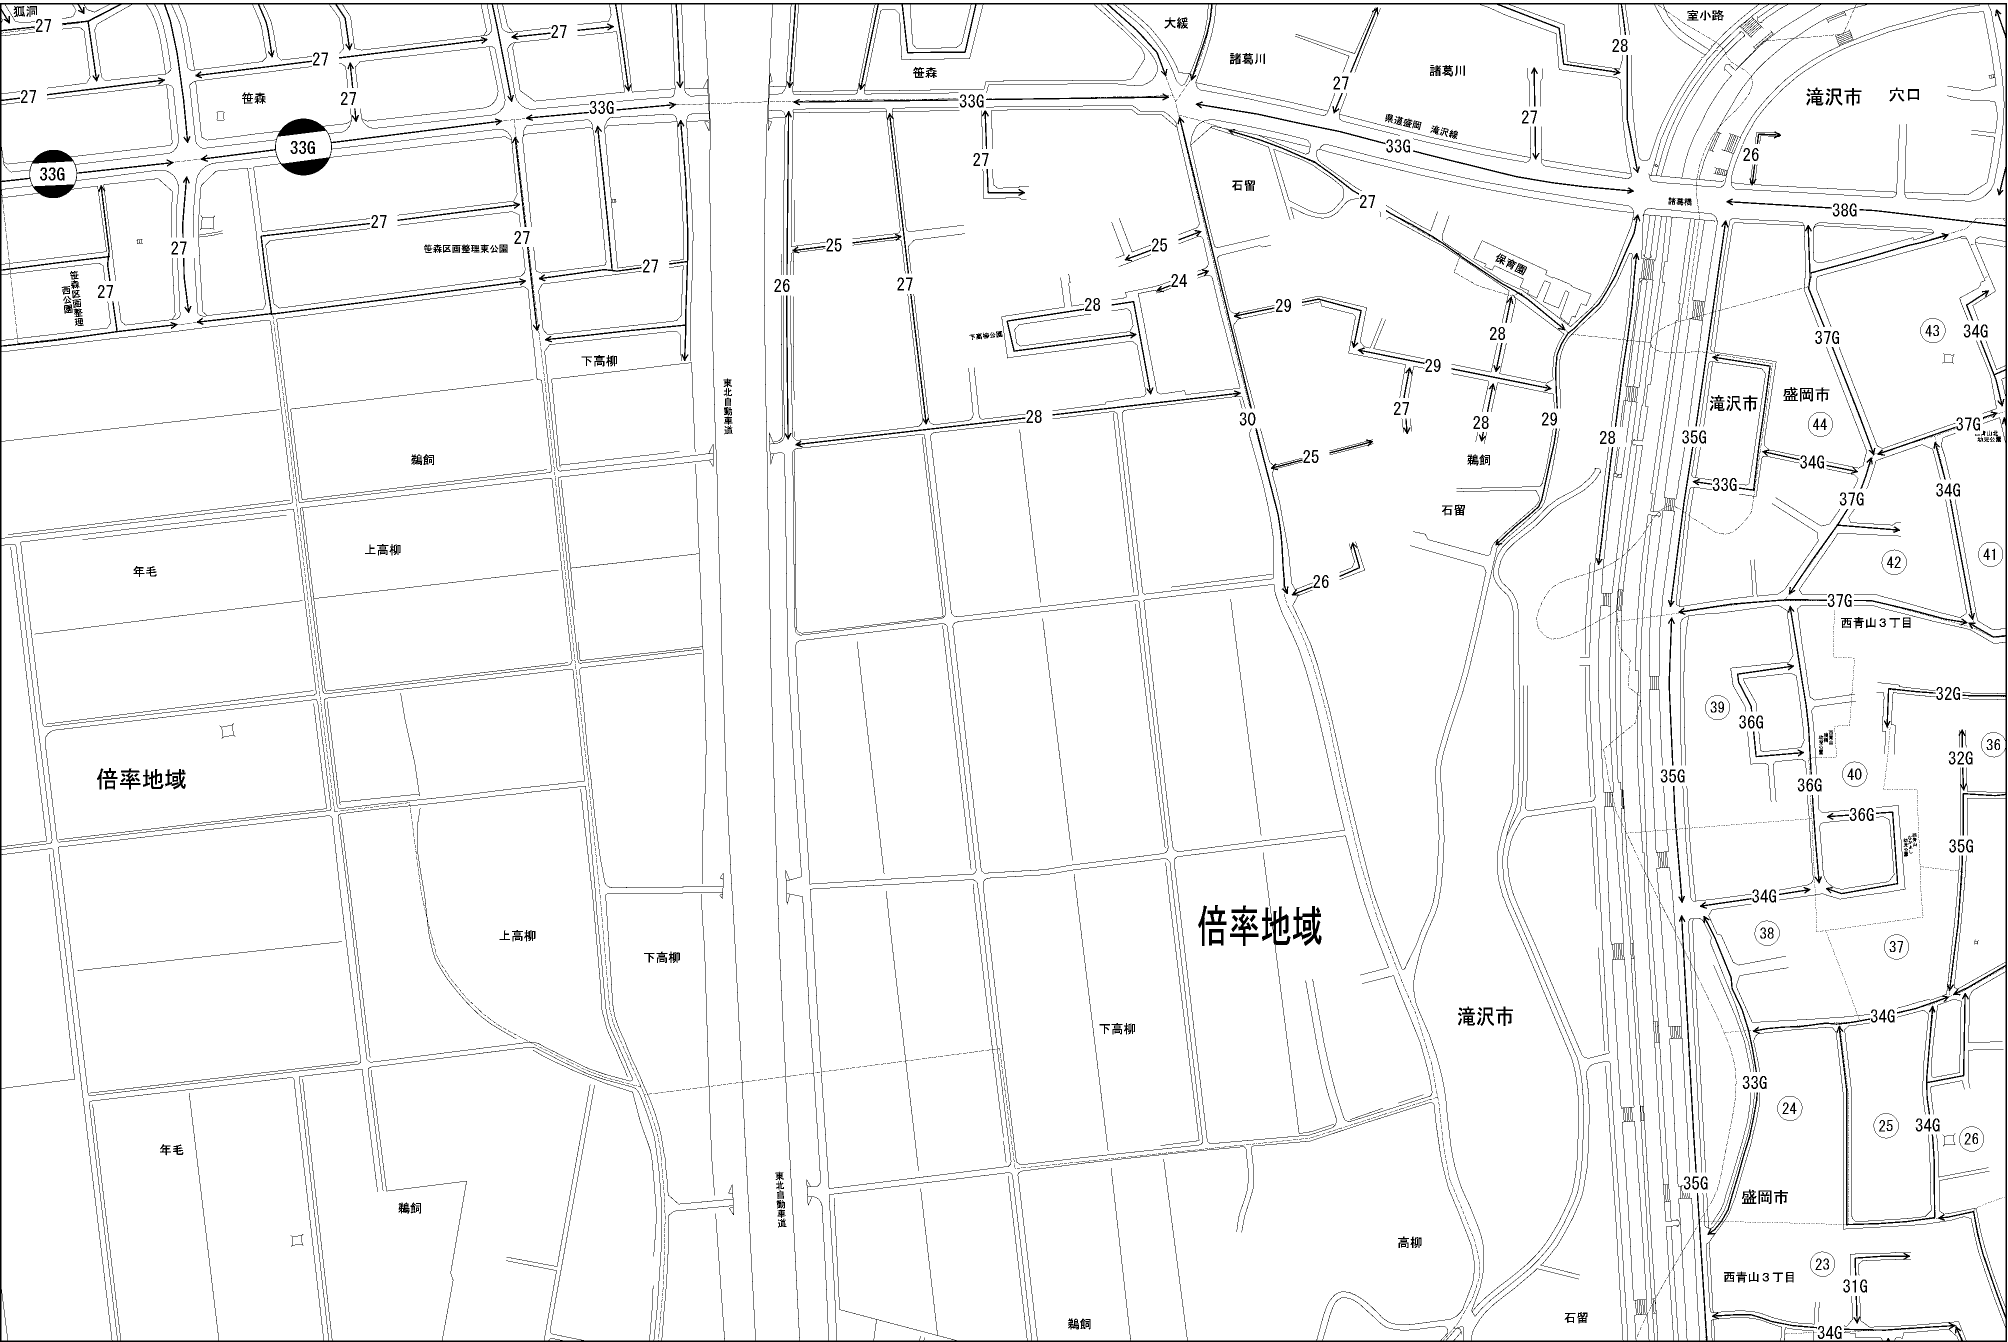 狐洞
大緩
室小路
27
27
27
28
27
笹森
諸葛川
諸葛川
滝沢市
穴口
27
笹森
27
33G
33G
27
27
県道盛岡 滝沢線
33G
33G
33G
27
26
石留
27
諸葛橋
38G
27
27
27
笹森区画整理東公園
25
25
保育園
27
27
笹森区画整理
西公園
26
27
24
28
29
28
43
34G
37G
下高柳公園
下高柳
29
東北自動車道
27
28
28
30
29
28
35G
滝沢市
盛岡市
44
37G
鵜飼
25
鵜飼
34G
33G
37G
34G
石留
上高柳
年毛
26
42
41
37G
西青山3丁目
32G
39
36G
36
32G
35G
40
36G
倍率地域
36G
35G
34G
倍率地域
38
37
上高柳
下高柳
滝沢市
下高柳
34G
33G
24
25
34G
26
年毛
東北自動車道
35G
盛岡市
鵜飼
高柳
23
西青山3丁目
31G
石留
鵜飼
34G